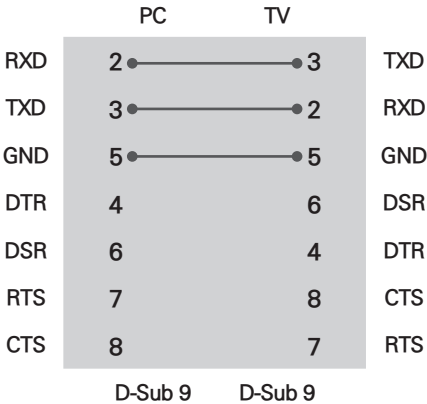 PC TV
RXD 2 3 TXD
TXD 3 2 RXD
GND 5 5 GND
DTR 4 6 DSR
DSR 6 4 DTR
RTS 7 8 CTS
CTS 8 7 RTS
D-Sub 9 D-Sub 9